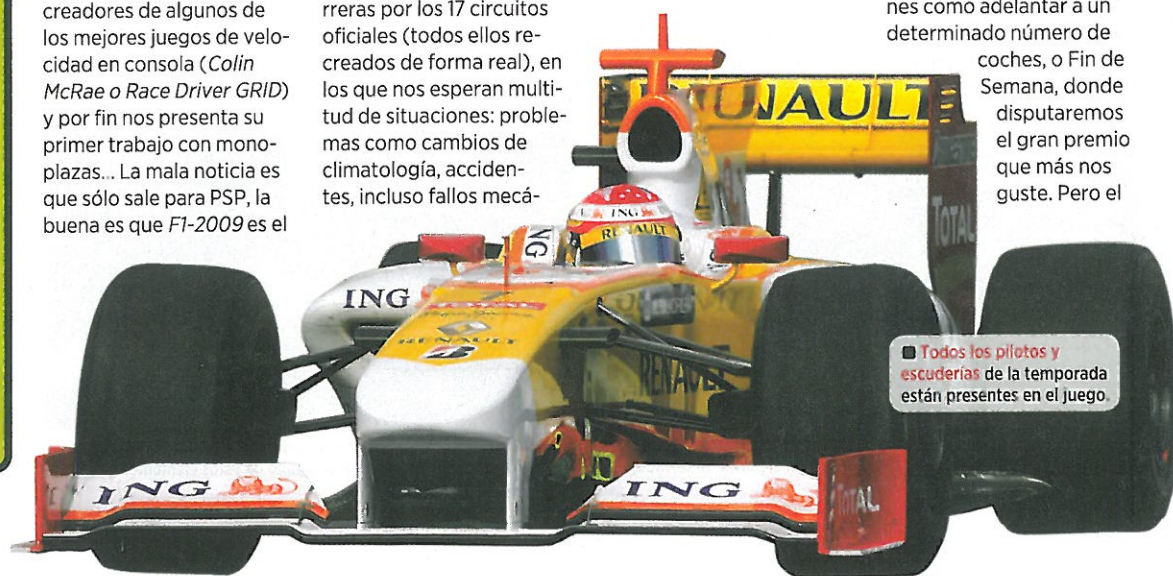 creadores de algunos de
los mejores juegos de velo-
cidad en consola (Colin
McRae o Race Driver GRID)
y por fin nos presenta su
primer trabajo con mono-
plazas... La mala noticia es
que sólo sale para PSP, la
buena es que F1-2009 es el
rreras por los 17 circuitos
oficiales (todos ellos re-
creados de forma real), en
los que nos esperan multi-
tud de situaciones: proble-
mas como cambios de
climatología, acciden-
tes, incluso fallos mecá-
nes como adelantar a un
determinado número de
coches, o Fin de
Semana, donde
disputaremos
el gran premio
que más nos
guste. Pero el
TOTAL
ING
RENAULT
ING
ING
RENAULT
RENAULT
Todos los pilotos y
escuderías de la temporada
están presentes en el juego.
ING
ING
TOTAL